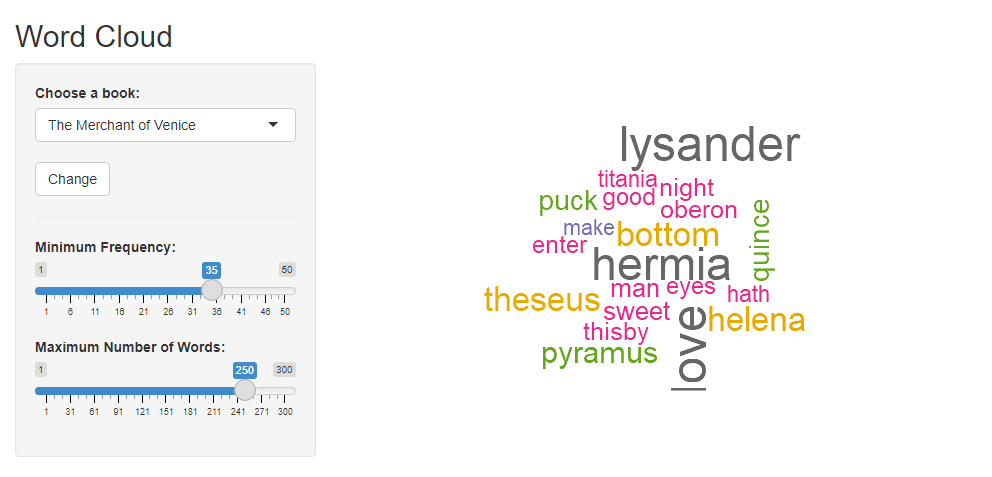 Word Cloud
Choose a book:
The Merchant of Venice
Change
Minimum Frequency:
1 35 50
1 6 11 16 21 26 31 36 41 46 50
Maximum Number of Words:
1 250 300
1 31 61 91 121 151 181 211 241 271 300
lysander
titania
puck good night
oberon
make bottom quince
enter
hermia
theseus man eyes hath
sweet love helena
thisby
pyramus